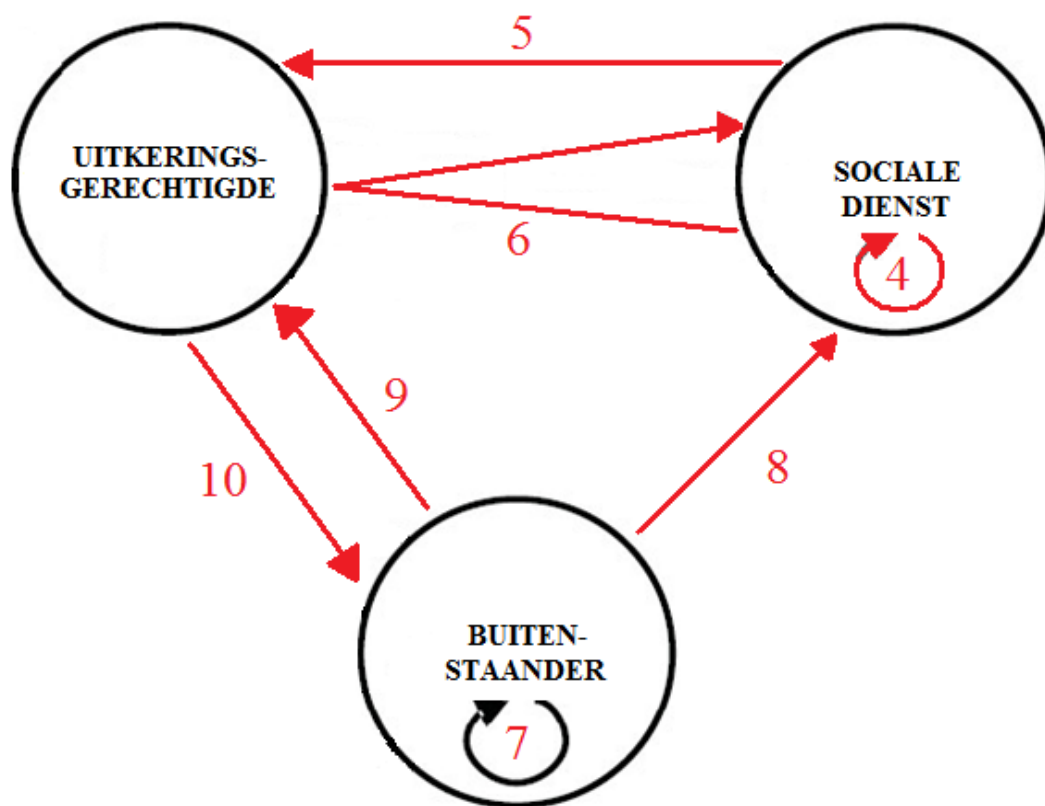 5
UITKERINGS-
GERECHTIGDE
SOCIALE
DIENST
6
4
9
10
8
BUITEN-
STAANDER
7